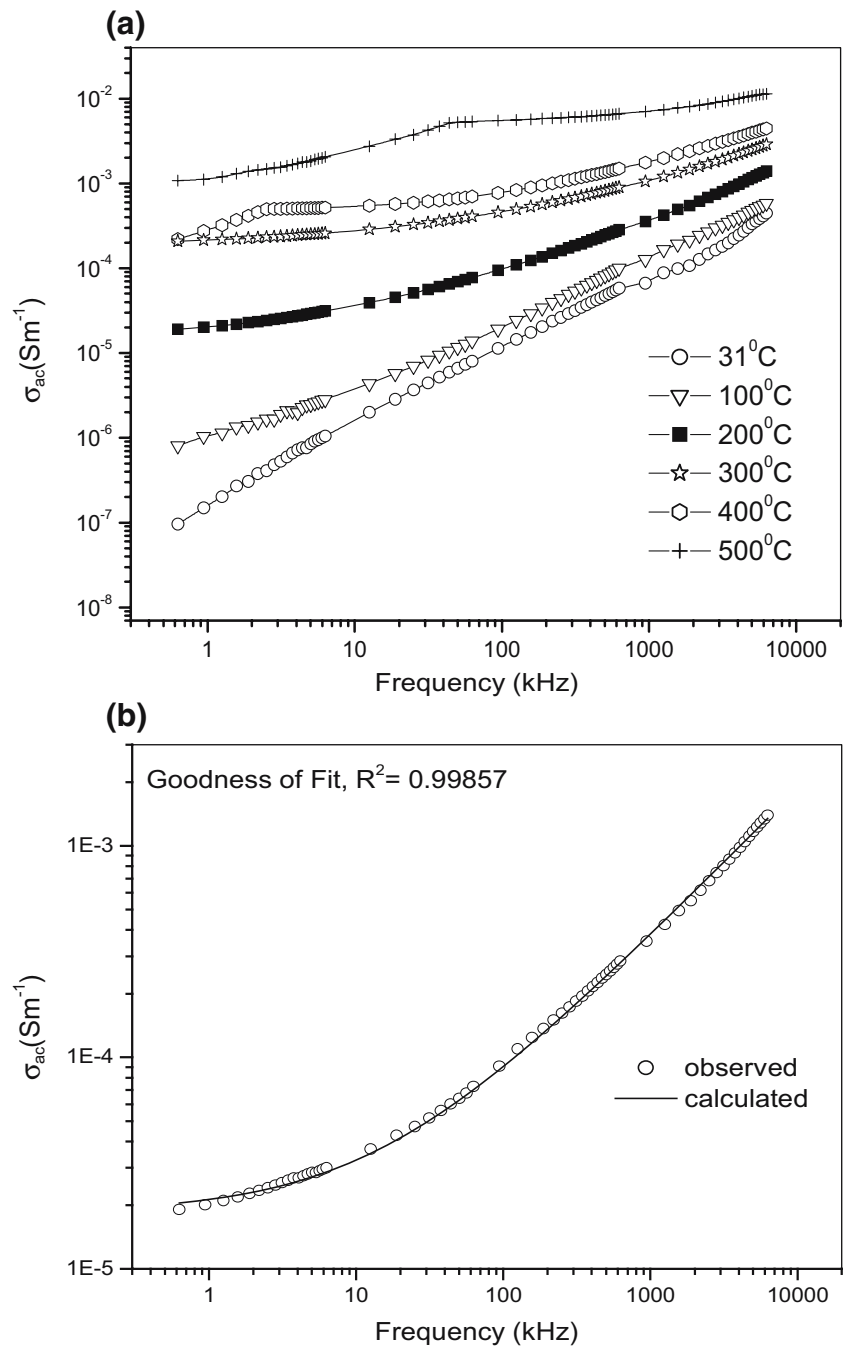 (a)
10⁻²
10⁻³
10⁻⁴
10⁻⁵
10⁻⁶
10⁻⁷
10⁻⁸
σac(Sm⁻¹)
31⁰C
100⁰C
200⁰C
300⁰C
400⁰C
500⁰C
1 10 100 1000 10000
Frequency (kHz)
(b)
Goodness of Fit, R²= 0.99857
1E-3
1E-4
1E-5
σac(Sm⁻¹)
observed
calculated
1 10 100 1000 10000
Frequency (kHz)